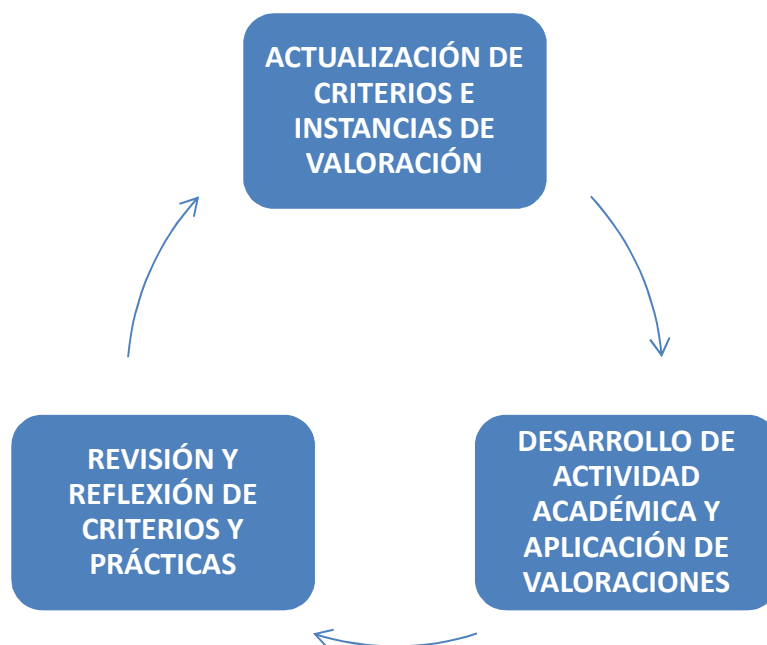 ACTUALIZACIÓN DE
CRITERIOS E
INSTANCIAS DE
VALORACIÓN
DESARROLLO DE
ACTIVIDAD
ACADÉMICA Y
APLICACIÓN DE
VALORACIONES
REVISIÓN Y
REFLEXIÓN DE
CRITERIOS Y
PRÁCTICAS